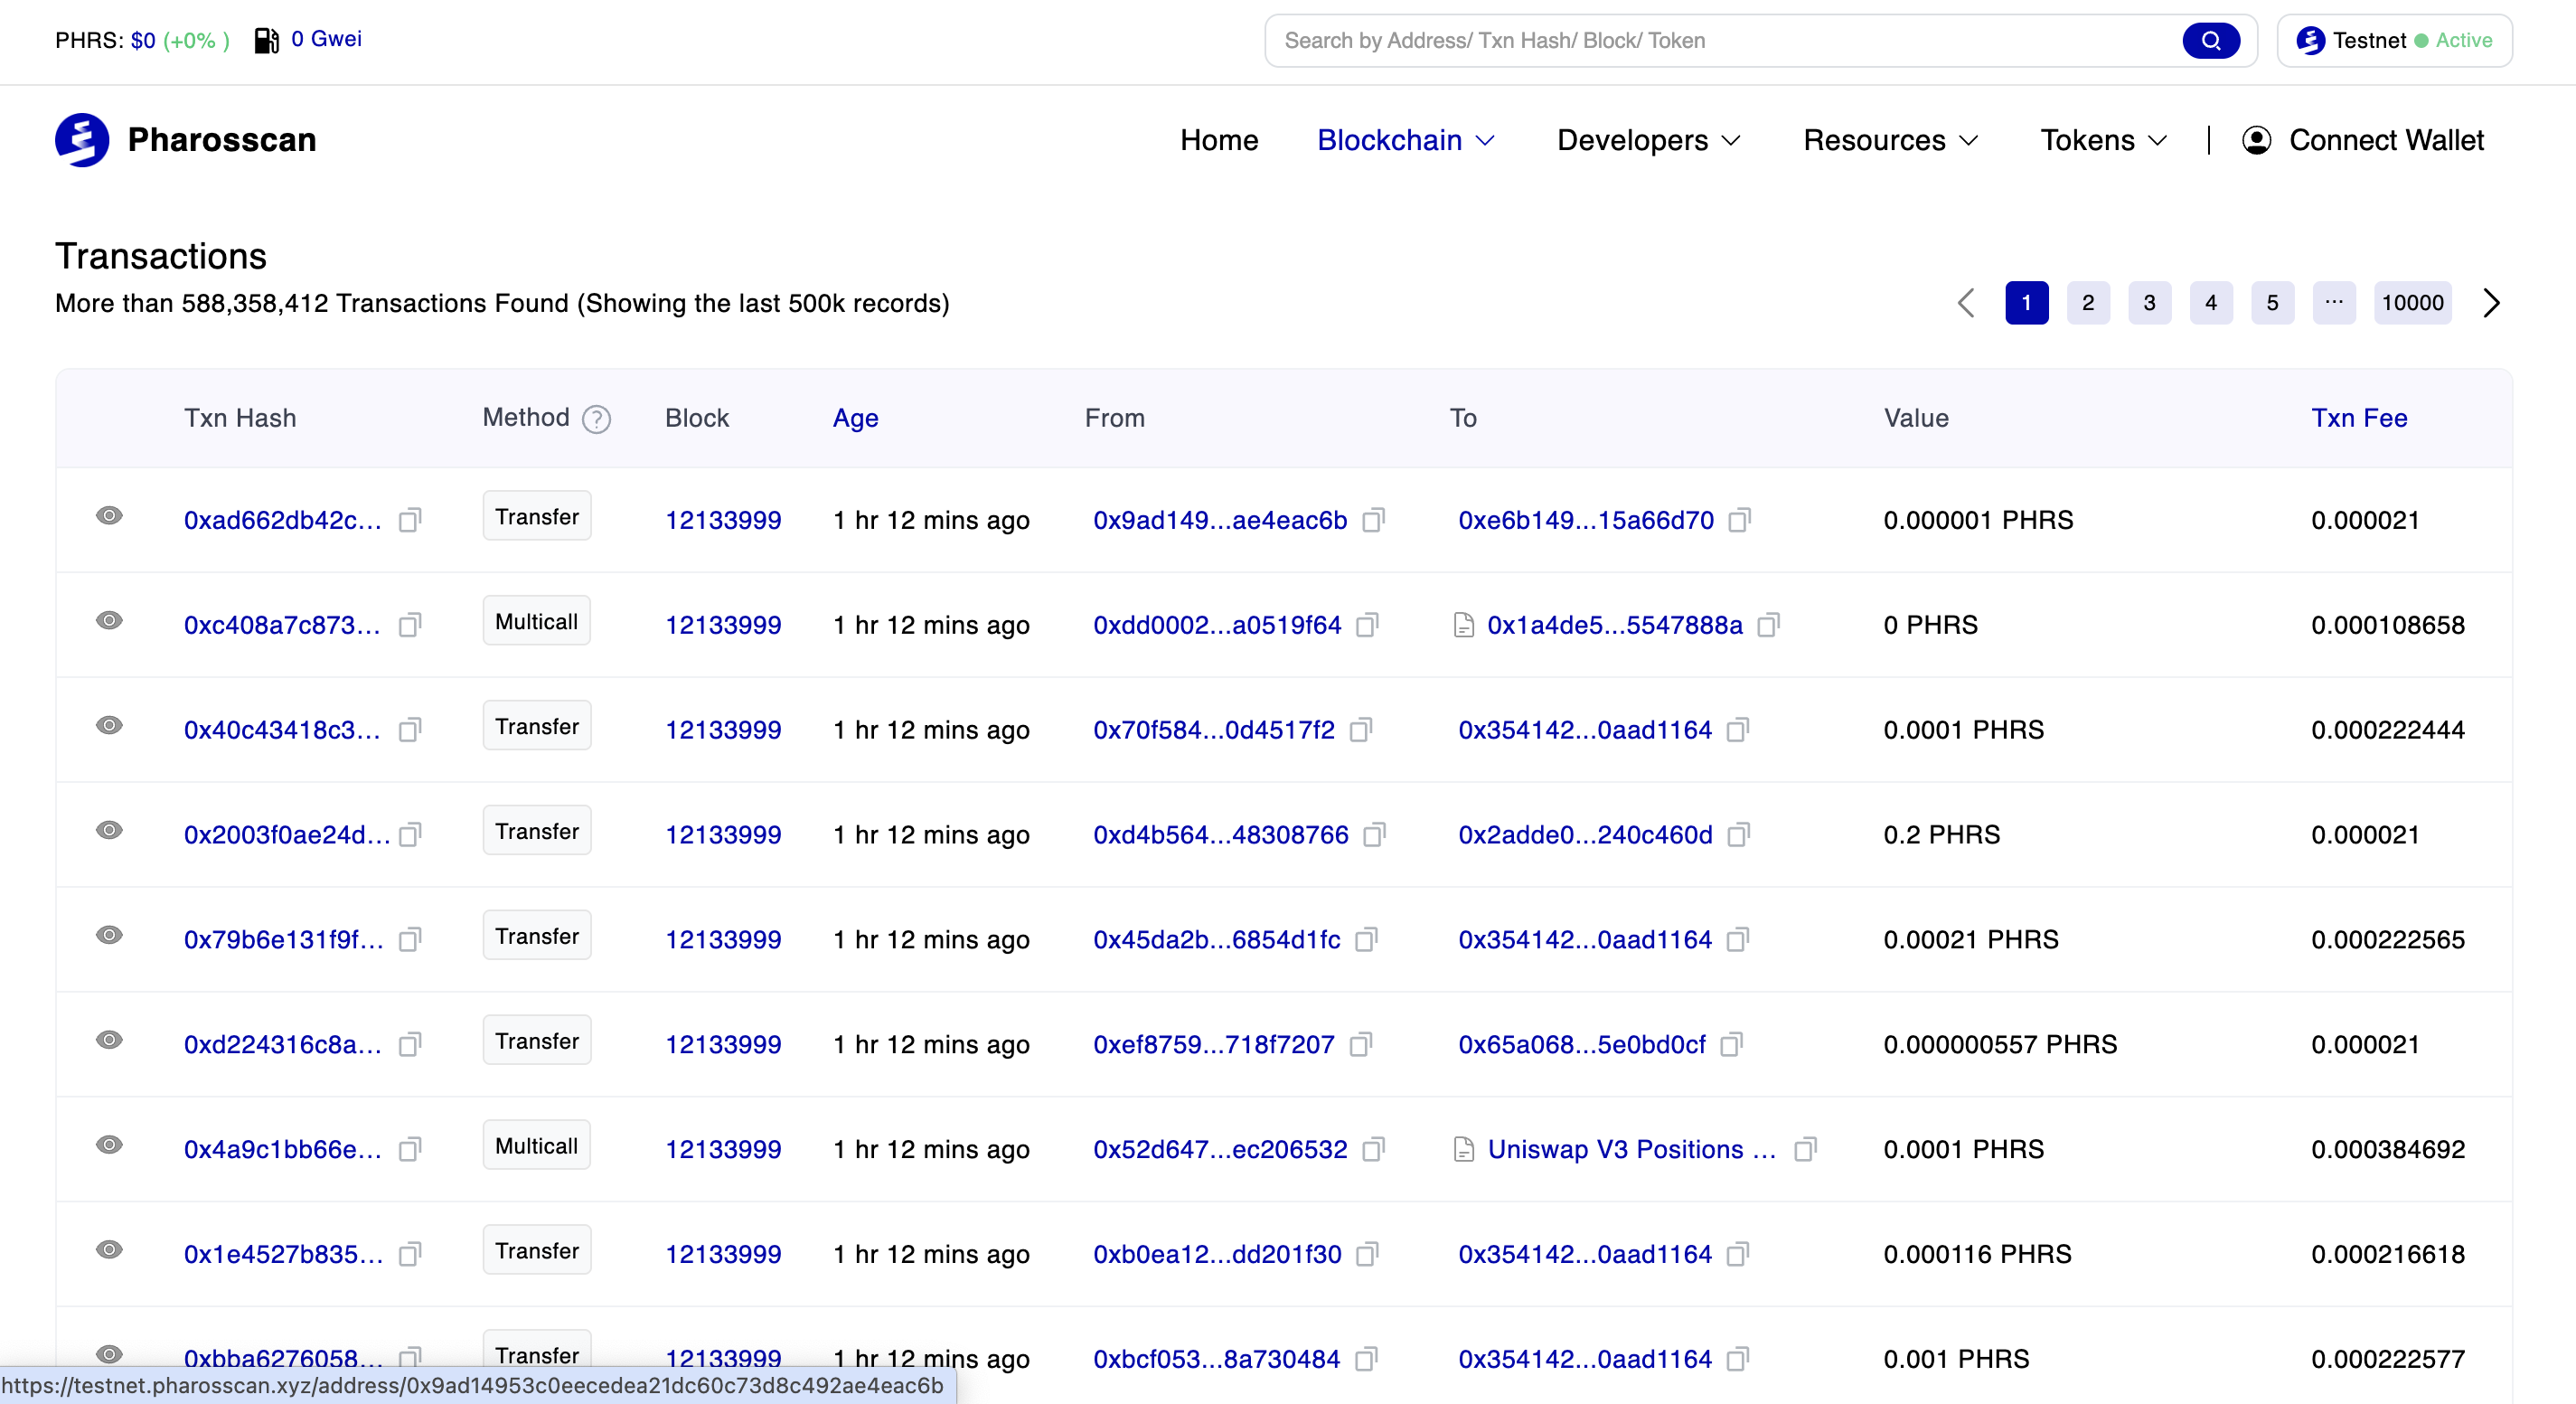 PHRS: $0 (+0% ) 0 Gwei
Search by Address/ Txn Hash/ Block/ Token
Testnet Active
Pharosscan
Home Blockchain Developers Resources Tokens | Connect Wallet
Transactions
More than 588,358,412 Transactions Found (Showing the last 500k records)
1 2 3 4 5 ... 10000
Txn Hash Method ? Block Age From To Value Txn Fee
0xad662db42c... Transfer 12133999 1 hr 12 mins ago 0x9ad149...ae4eac6b 0xe6b149...15a66d70 0.000001 PHRS 0.000021
0xc408a7c873... Multicall 12133999 1 hr 12 mins ago 0xdd0002...a0519f64 0x1a4de5...5547888a 0 PHRS 0.000108658
0x40c43418c3... Transfer 12133999 1 hr 12 mins ago 0x70f584...0d4517f2 0x354142...0aad1164 0.0001 PHRS 0.000222444
0x2003f0ae24d... Transfer 12133999 1 hr 12 mins ago 0xd4b564...48308766 0x2adde0...240c460d 0.2 PHRS 0.000021
0x79b6e131f9f... Transfer 12133999 1 hr 12 mins ago 0x45da2b...6854d1fc 0x354142...0aad1164 0.00021 PHRS 0.000222565
0xd224316c8a... Transfer 12133999 1 hr 12 mins ago 0xef8759...718f7207 0x65a068...5e0bd0cf 0.000000557 PHRS 0.000021
0x4a9c1bb66e... Multicall 12133999 1 hr 12 mins ago 0x52d647...ec206532 Uniswap V3 Positions ... 0.0001 PHRS 0.000384692
0x1e4527b835... Transfer 12133999 1 hr 12 mins ago 0xb0ea12...dd201f30 0x354142...0aad1164 0.000116 PHRS 0.000216618
0xbba6276058... Transfer 12133999 1 hr 12 mins ago 0xbcf053...8a730484 0x354142...0aad1164 0.001 PHRS 0.000222577
https://testnet.pharosscan.xyz/address/0x9ad14953c0eecedea21dc60c73d8c492ae4eac6b